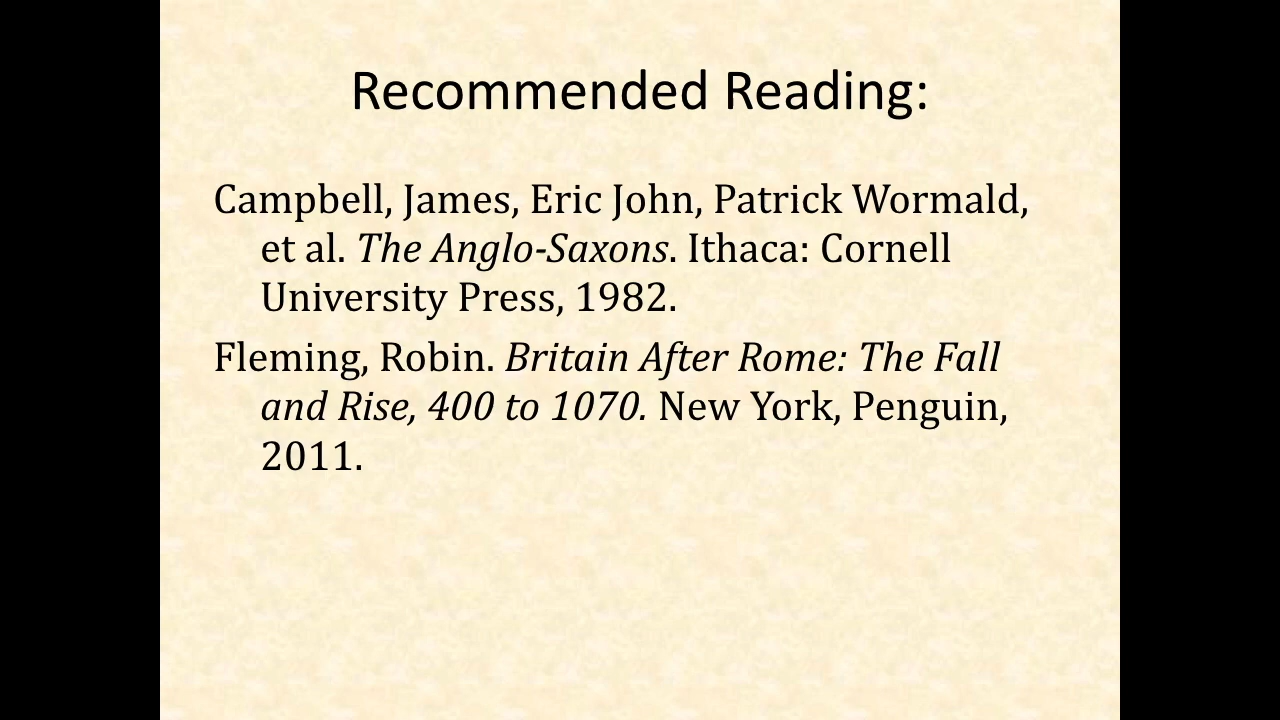 Recommended Reading:
Campbell, James, Eric John, Patrick Wormald,
et al. The Anglo-Saxons. Ithaca: Cornell
University Press, 1982.
Fleming, Robin. Britain After Rome: The Fall
and Rise, 400 to 1070. New York, Penguin,
2011.